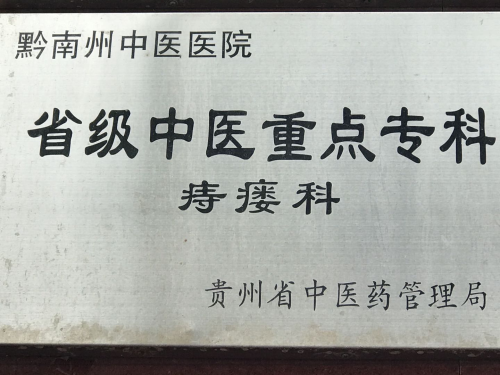 黔南州中医医院
省级中医重点专科
痔瘘科
贵州省中医药管理局